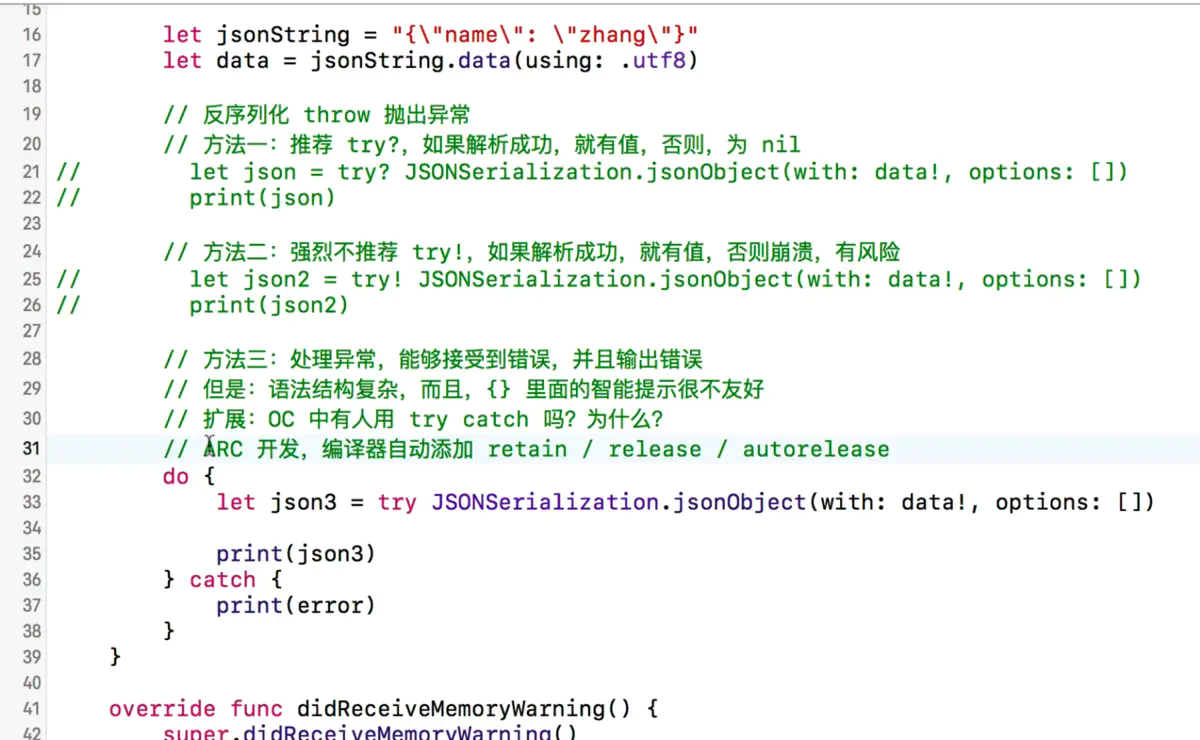 15
16 let jsonString = "{\"name\": \"zhang\"}"
17 let data = jsonString.data(using: .utf8)
18
19 // 反序列化 throw 抛出异常
20 // 方法一：推荐 try?，如果解析成功，就有值，否则，为 nil
21 // let json = try? JSONSerialization.jsonObject(with: data!, options: [])
22 // print(json)
23
24 // 方法二：强烈不推荐 try!，如果解析成功，就有值，否则崩溃，有风险
25 // let json2 = try! JSONSerialization.jsonObject(with: data!, options: [])
26 // print(json2)
27
28 // 方法三：处理异常，能够接受到错误，并且输出错误
29 // 但是：语法结构复杂，而且，{} 里面的智能提示很不友好
30 // 扩展：OC 中有人用 try catch 吗？为什么？
31 // ARC 开发，编译器自动添加 retain / release / autorelease
32 do {
33 let json3 = try JSONSerialization.jsonObject(with: data!, options: [])
34
35 print(json3)
36 } catch {
37 print(error)
38 }
39 }
40
41 override func didReceiveMemoryWarning() {
42 super.didReceiveMemoryWarning()